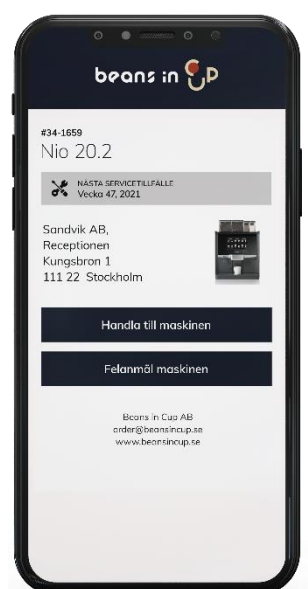 beans in CUP
#34-1659
Nio 20.2
NÄSTA SERVICETILLFÄLLE
Vecka 47, 2021
Sandvik AB,
Receptionen
Kungsbron 1
111 22 Stockholm
Handla till maskinen
Felanmäl maskinen
Beans in Cup AB
order@beansincup.se
www.beansincup.se